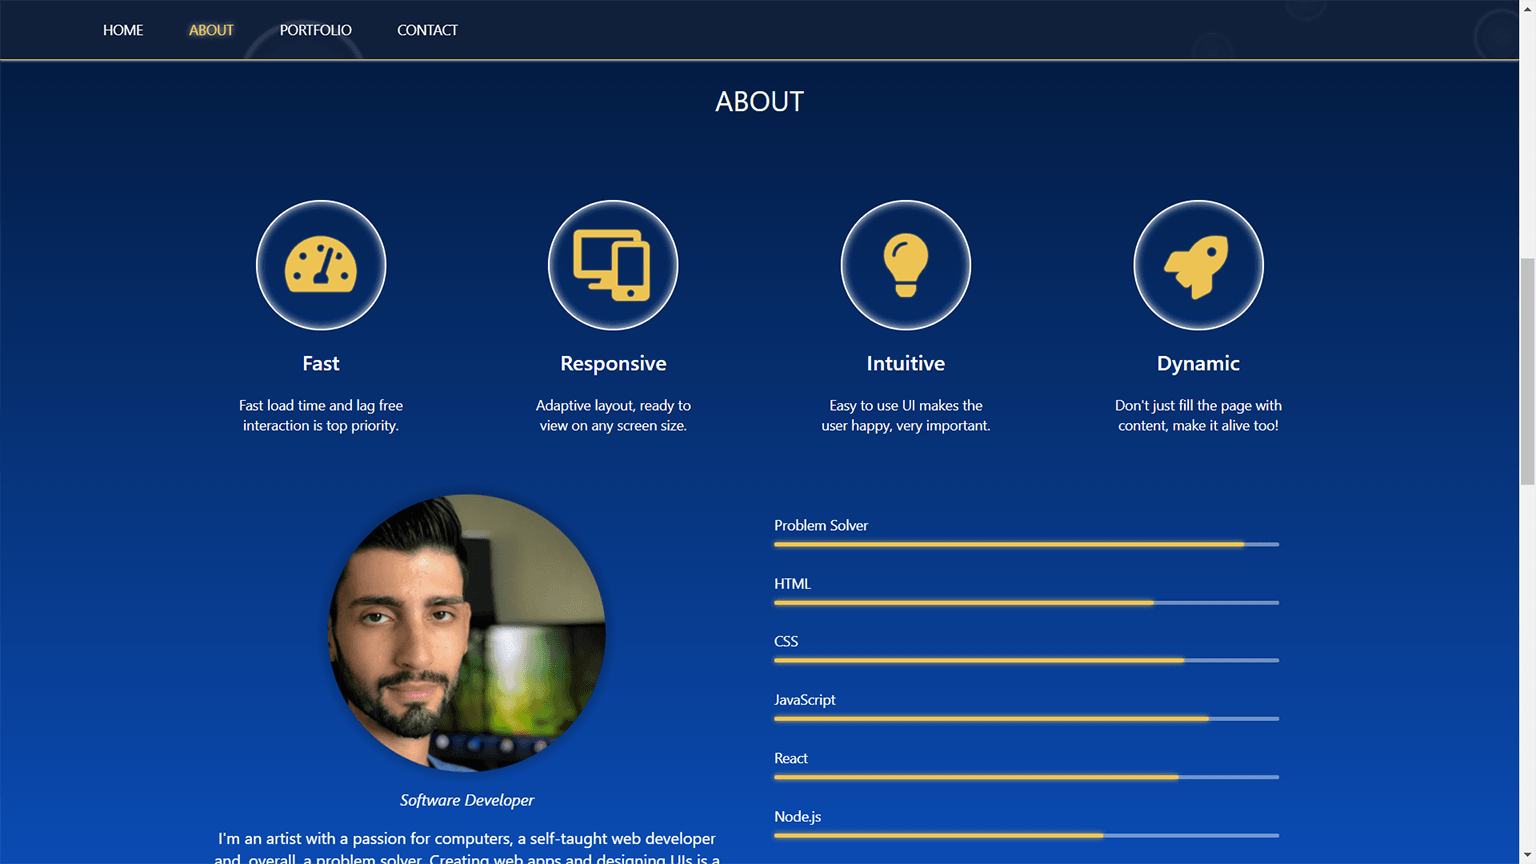 HOME ABOUT PORTFOLIO CONTACT
ABOUT
Fast
Fast load time and lag free
interaction is top priority.
Responsive
Adaptive layout, ready to
view on any screen size.
Intuitive
Easy to use UI makes the
user happy, very important.
Dynamic
Don't just fill the page with
content, make it alive too!
Software Developer
I'm an artist with a passion for computers, a self-taught web developer
and, overall, a problem solver. Creating web apps and designing UIs is a
Problem Solver
HTML
CSS
JavaScript
React
Node.js